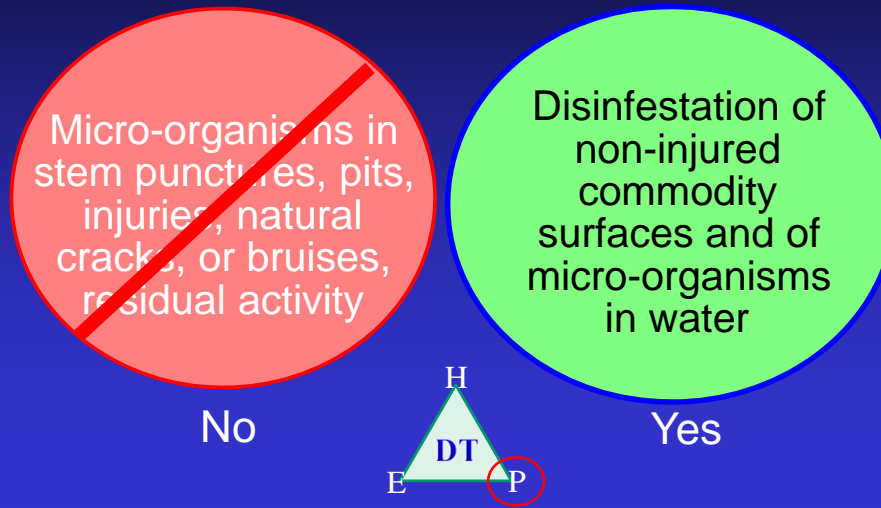 Micro-organisms in
stem punctures, pits,
injuries, natural
cracks, or bruises,
residual activity
No
Disinfestation of
non-injured
commodity
surfaces and of
micro-organisms
in water
Yes
H
DT
E
P